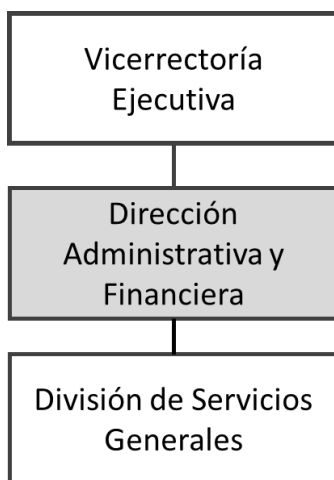 Vicerrectoría
Ejecutiva
Dirección
Administrativa y
Financiera
División de Servicios
Generales